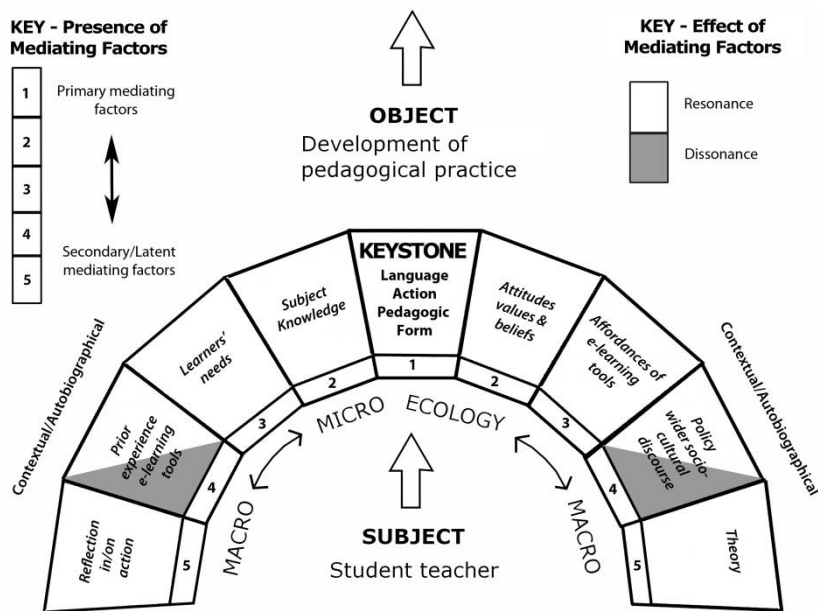 KEY - Presence of
Mediating Factors
1
2
3
4
5
Primary mediating
factors
Secondary/Latent
mediating factors
OBJECT
Development of
pedagogical practice
KEY - Effect of
Mediating Factors
Resonance
Dissonance
Contextual/Autobiographical
Reflection
in/on
action
5
Prior
experience
e-learning
tools
4
Learners'
needs
3
Subject
Knowledge
2
KEYSTONE
Language
Action
Pedagogic
Form
1
Attitudes
values &
beliefs
2
Affordances of
e-learning
tools
3
Policy
wider socio-
cultural
discourse
4
Theory
5
Contextual/Autobiographical
MACRO
MICRO ECOLOGY
MACRO
SUBJECT
Student teacher